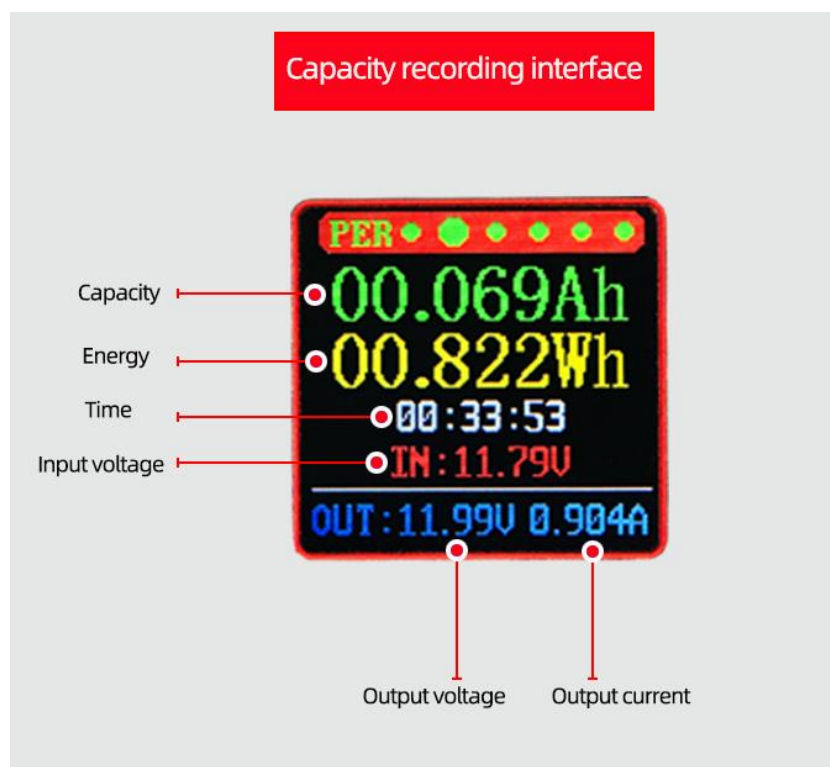 Capacity recording interface
PER
Capacity
00.069Ah
Energy
00.822Wh
Time
00:33:53
Input voltage
IN:11.79V
OUT:11.99V 0.904A
Output voltage
Output current